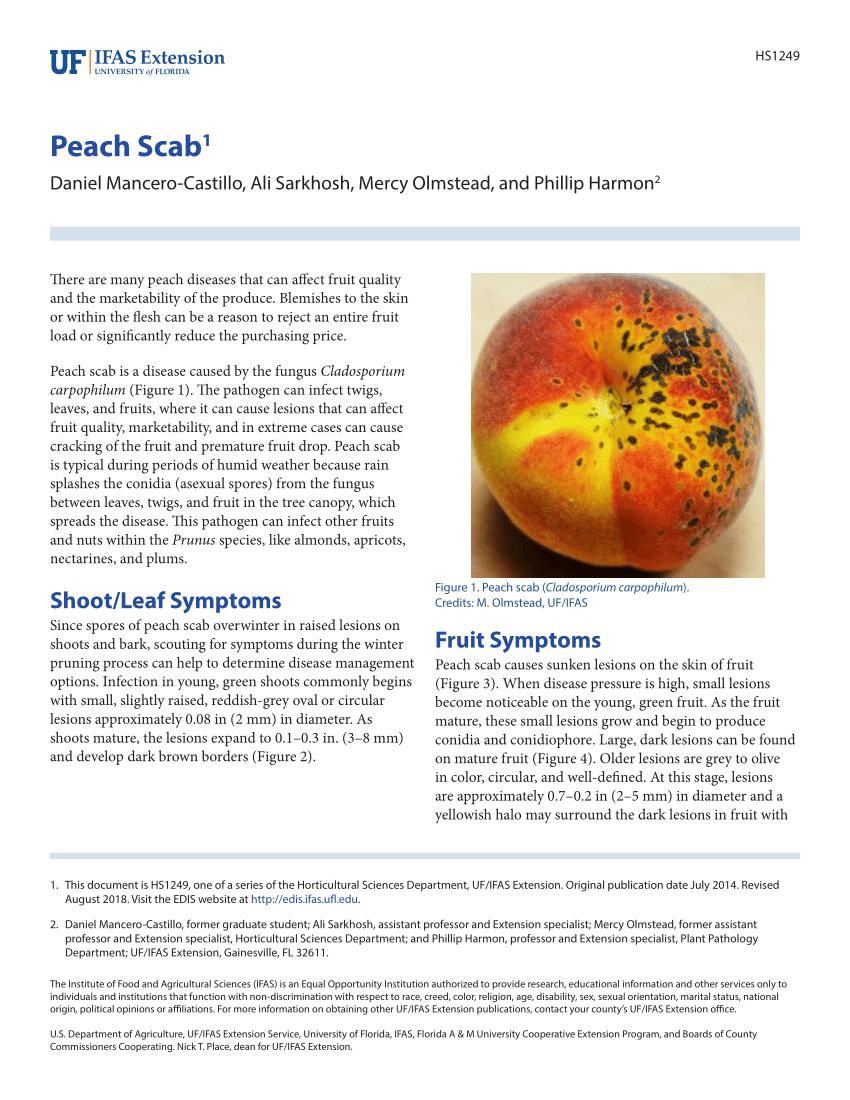 UF IFAS Extension
UNIVERSITY of FLORIDA
HS1249
Peach Scab1
Daniel Mancero-Castillo, Ali Sarkhosh, Mercy Olmstead, and Phillip Harmon2
There are many peach diseases that can affect fruit quality
and the marketability of the produce. Blemishes to the skin
or within the flesh can be a reason to reject an entire fruit
load or significantly reduce the purchasing price.
Peach scab is a disease caused by the fungus Cladosporium
carpophilum (Figure 1). The pathogen can infect twigs,
leaves, and fruits, where it can cause lesions that can affect
fruit quality, marketability, and in extreme cases can cause
cracking of the fruit and premature fruit drop. Peach scab
is typical during periods of humid weather because rain
splashes the conidia (asexual spores) from the fungus
between leaves, twigs, and fruit in the tree canopy, which
spreads the disease. This pathogen can infect other fruits
and nuts within the Prunus species, like almonds, apricots,
nectarines, and plums.
Shoot/Leaf Symptoms
Since spores of peach scab overwinter in raised lesions on
shoots and bark, scouting for symptoms during the winter
pruning process can help to determine disease management
options. Infection in young, green shoots commonly begins
with small, slightly raised, reddish-grey oval or circular
lesions approximately 0.08 in (2 mm) in diameter. As
shoots mature, the lesions expand to 0.1–0.3 in. (3–8 mm)
and develop dark brown borders (Figure 2).
Figure 1. Peach scab (Cladosporium carpophilum).
Credits: M. Olmstead, UF/IFAS
Fruit Symptoms
Peach scab causes sunken lesions on the skin of fruit
(Figure 3). When disease pressure is high, small lesions
become noticeable on the young, green fruit. As the fruit
mature, these small lesions grow and begin to produce
conidia and conidiophore. Large, dark lesions can be found
on mature fruit (Figure 4). Older lesions are grey to olive
in color, circular, and well-defined. At this stage, lesions
are approximately 0.7–0.2 in (2–5 mm) in diameter and a
yellowish halo may surround the dark lesions in fruit with
1. This document is HS1249, one of a series of the Horticultural Sciences Department, UF/IFAS Extension. Original publication date July 2014. Revised
August 2018. Visit the EDIS website at http://edis.ifas.ufl.edu.
2. Daniel Mancero-Castillo, former graduate student; Ali Sarkhosh, assistant professor and Extension specialist; Mercy Olmstead, former assistant
professor and Extension specialist, Horticultural Sciences Department; and Phillip Harmon, professor and Extension specialist, Plant Pathology
Department; UF/IFAS Extension, Gainesville, FL 32611.
The Institute of Food and Agricultural Sciences (IFAS) is an Equal Opportunity Institution authorized to provide research, educational information and other services only to
individuals and institutions that function with non-discrimination with respect to race, creed, color, religion, age, disability, sex, sexual orientation, marital status, national
origin, political opinions or affiliations. For more information on obtaining other UF/IFAS Extension publications, contact your county's UF/IFAS Extension office.
U.S. Department of Agriculture, UF/IFAS Extension Service, University of Florida, IFAS, Florida A & M University Cooperative Extension Program, and Boards of County
Commissioners Cooperating. Nick T. Place, dean for UF/IFAS Extension.